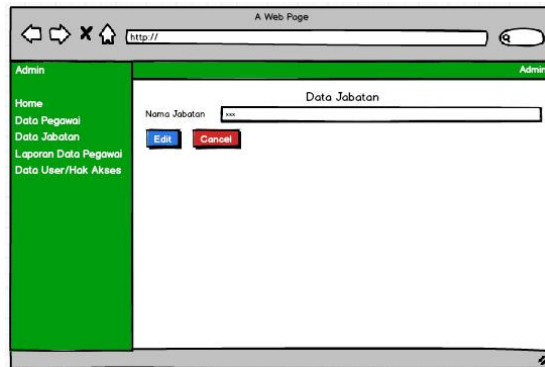 A Web Page
http://
Admin
Admin
Home
Data Pegawai
Data Jabatan
Laporan Data Pegawai
Data User/Hak Akses
Data Jabatan
Nama Jabatan
xxx
Edit
Cancel